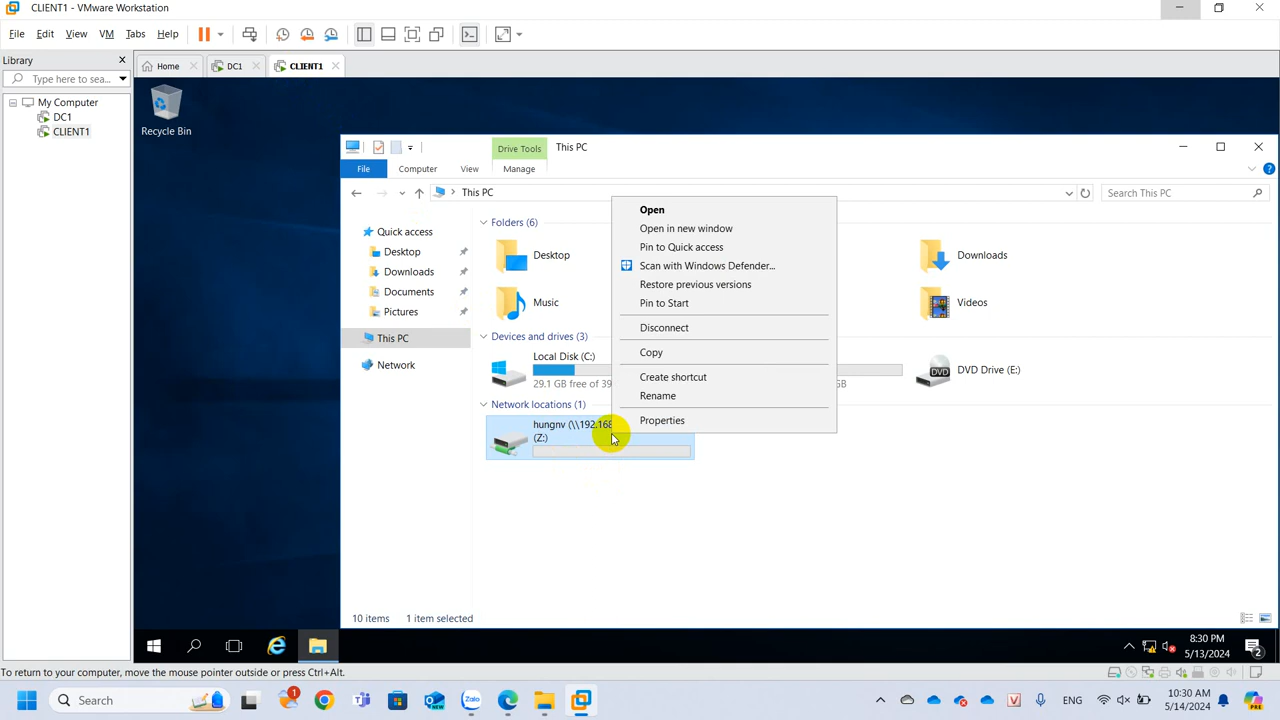 CLIENT1 - VMware Workstation
File Edit View VM Tabs Help
Library
Type here to sea...
Home DC1 CLIENT1
My Computer
DC1
CLIENT1
Recycle Bin
Drive Tools This PC
File Computer View Manage
This PC Search This PC
Quick access
Desktop
Downloads
Documents
Pictures
This PC
Network
Folders (6)
Desktop Downloads
Music Videos
Devices and drives (3)
Local Disk (C:)
29.1 GB free of 39 GB
DVD DVD Drive (E:)
Network locations (1)
hungnv (\\192.168
(Z:)
Open
Open in new window
Pin to Quick access
Scan with Windows Defender...
Restore previous versions
Pin to Start
Disconnect
Copy
Create shortcut
Rename
Properties
10 items 1 item selected
8:30 PM
5/13/2024
2
To return to your computer, move the mouse pointer outside or press Ctrl+Alt.
Search
1
Zalo
V
ENG
10:30 AM
5/14/2024
PRE